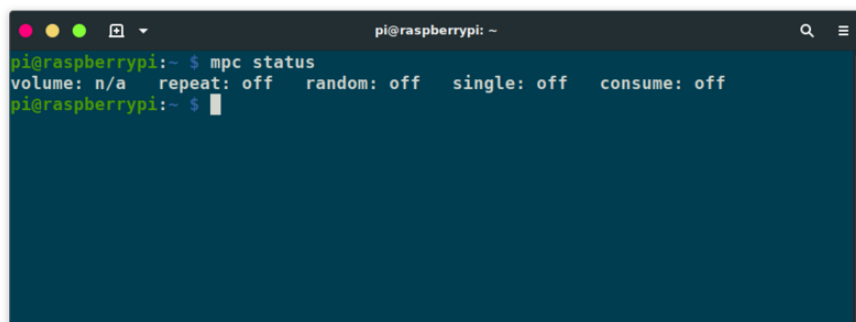 pi@raspberrypi: ~
pi@raspberrypi:~ $ mpc status
volume: n/a   repeat: off   random: off   single: off   consume: off
pi@raspberrypi:~ $